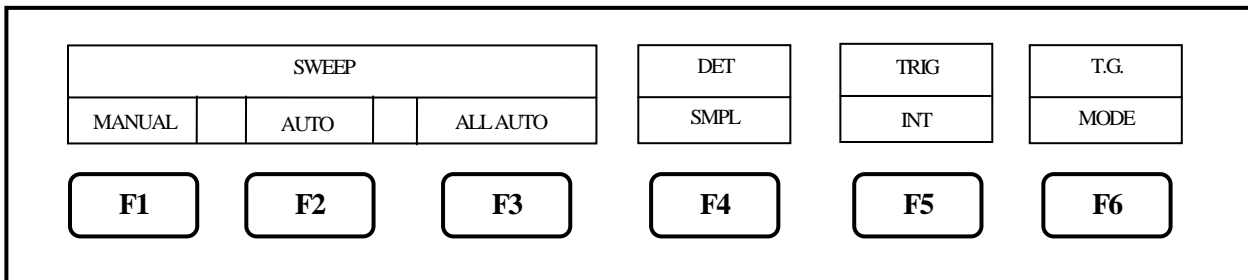 SWEEP DET TRIG T.G.
MANUAL AUTO ALL AUTO SMPL INT MODE
F1 F2 F3 F4 F5 F6